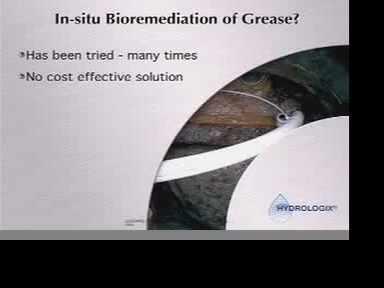 In-situ Bioremediation of Grease?
Has been tried - many times
No cost effective solution
HYDROLOGIX